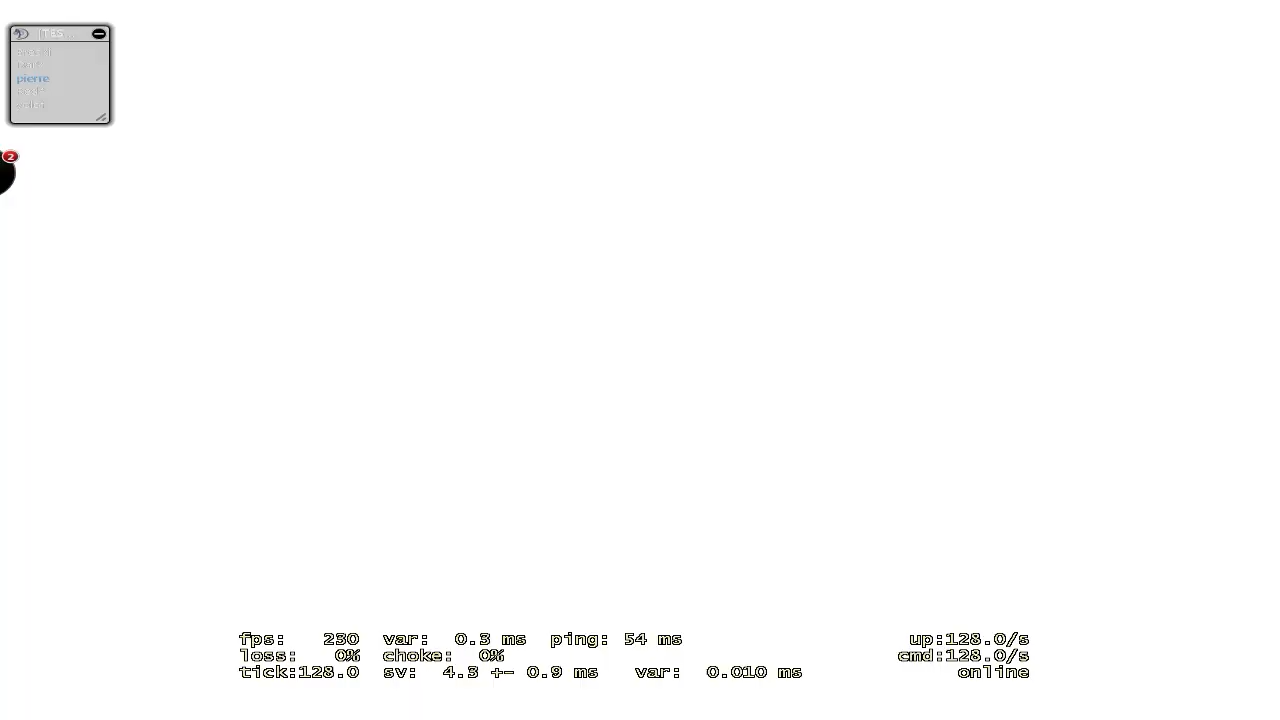 pierre
2
fps: 230 var: 0.3 ms ping: 54 ms up:128.0/s
loss: 0% choke: 0% cmd:128.0/s
tick:128.0 sv: 4.3 +- 0.9 ms var: 0.010 ms online